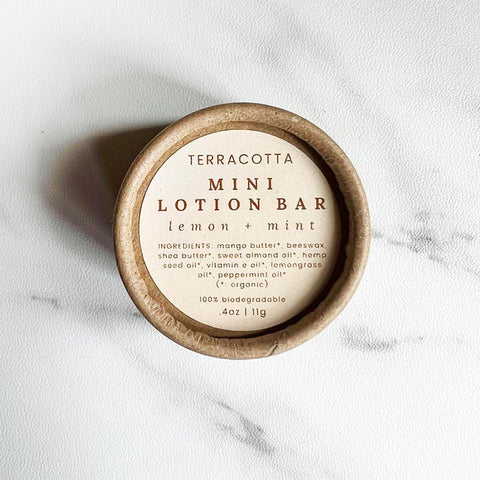 TERRACOTTA
MINI
LOTION BAR
lemon + mint
INGREDIENTS: mango butter*, beeswax,
shea butter*, sweet almond oil*, hemp
seed oil*, vitamin e oil*, lemongrass
oil*, peppermint oil*
(*: organic)
100% biodegradable
.4oz | 11g